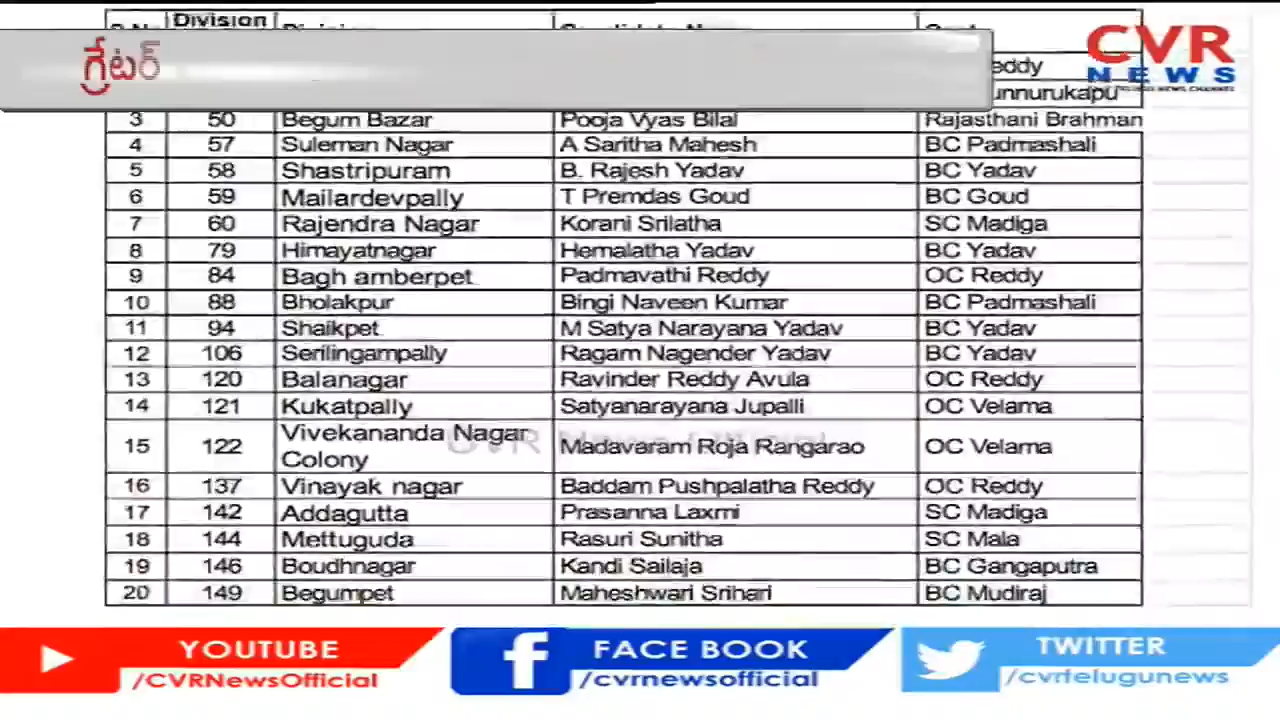 Division
గ్రేటర్
CVR
NEWS
eddy
unnurukapu
3 50 Begum Bazar Pooja Vyas Bilal Rajasthani Brahman
4 57 Suleman Nagar A Saritha Mahesh BC Padmashali
5 58 Shastripuram B. Rajesh Yadav BC Yadav
6 59 Mailardevpally T Premdas Goud BC Goud
7 60 Rajendra Nagar Korani Srilatha SC Madiga
8 79 Himayatnagar Hemalatha Yadav BC Yadav
9 84 Bagh amberpet Padmavathi Reddy OC Reddy
10 88 Bholakpur Bingi Naveen Kumar BC Padmashali
11 94 Shaikpet M Satya Narayana Yadav BC Yadav
12 106 Serilingampally Ragam Nagender Yadav BC Yadav
13 120 Balanagar Ravinder Reddy Avula OC Reddy
14 121 Kukatpally Satyanarayana Jupalli OC Velama
15 122 Vivekananda Nagar Colony Madavaram Roja Rangarao OC Velama
16 137 Vinayak nagar Baddam Pushpalatha Reddy OC Reddy
17 142 Addagutta Prasanna Laxmi SC Madiga
18 144 Mettuguda Rasuri Sunitha SC Mala
19 146 Boudhnagar Kandi Sailaja BC Gangaputra
20 149 Begumpet Maheshwari Srihari BC Mudiraj
YOUTUBE
/CVRNewsOfficial
FACE BOOK
/cvrnewsofficial
TWITTER
/cvrtelugunews